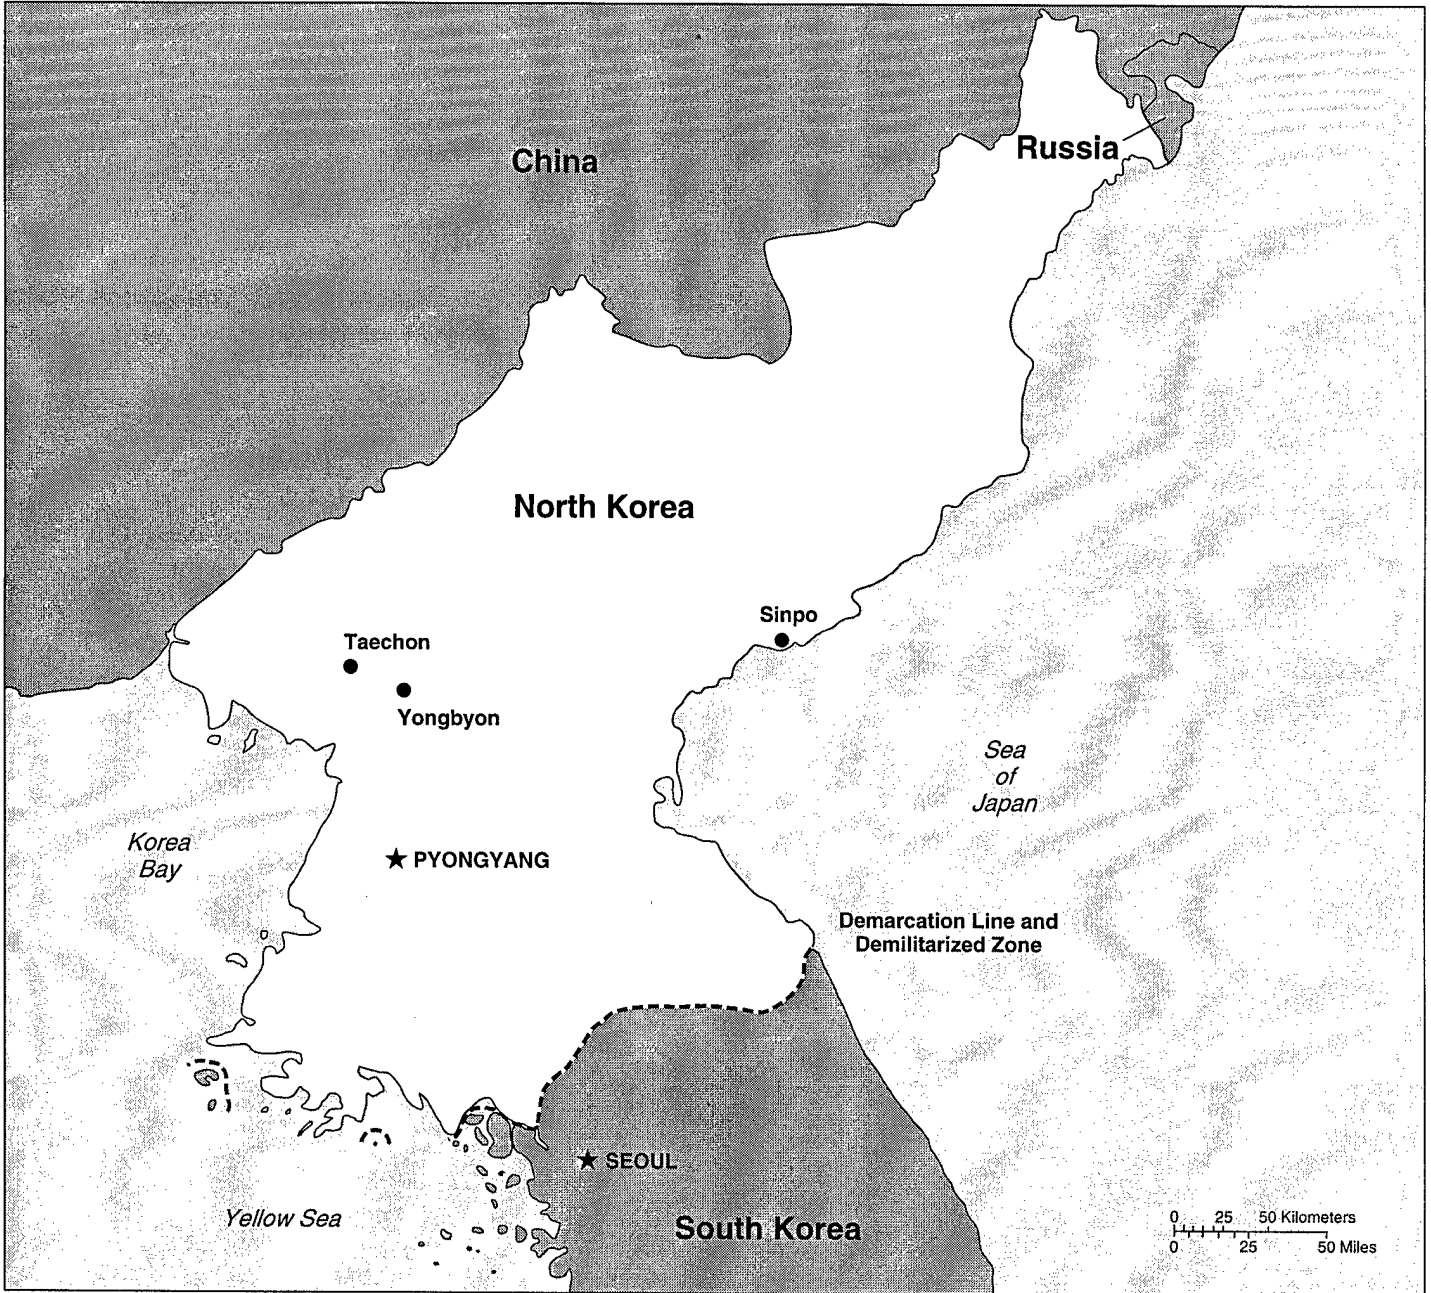 China
Russia
North Korea
Sinpo
Taechon
Yongbyon
Sea
of
Japan
Korea
Bay
PYONGYANG
Demarcation Line and
Demilitarized Zone
SEOUL
Yellow Sea
South Korea
0 25 50 Kilometers
0 25 50 Miles